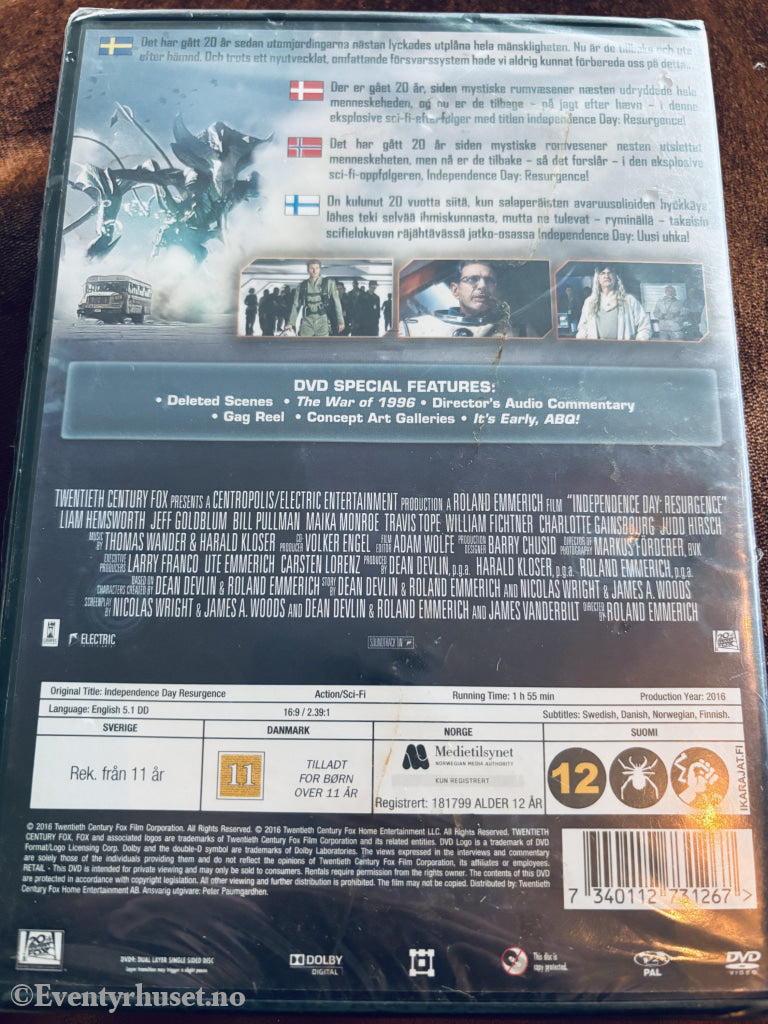 Det har gått 20 år sedan utomjordingarna nästan lyckades utplåna hela mänskligheten. Nu är de tillbaka och ute
efter hämnd. Och trots ett nyutvecklat, omfattande försvarssystem hade vi aldrig kunnat förbereda oss på detta...
Der er gået 20 år, siden mystiske rumvæsener næsten udryddede hele
menneskeheden, og nu er de tilbage – på jagt efter hævn – i denne
eksplosive sci-fi-efterfølger med titlen Independence Day: Resurgence!
Det har gått 20 år siden mystiske romvesener nesten utslettet
menneskeheten, men nå er de tilbake – så det forslår – i den eksplosive
sci-fi-oppfølgeren, Independence Day: Resurgence!
On kulunut 20 vuotta siitä, kun salaperäisten avaruusolioiden hyökkäys
lähes teki selvää ihmiskunnasta, mutta ne tulevat – ryminällä – takaisin
scifielokuvan räjähtävässä jatko-osassa Independence Day: Uusi uhka!
DVD SPECIAL FEATURES:
• Deleted Scenes • The War of 1996 • Director's Audio Commentary
• Gag Reel • Concept Art Galleries • It's Early, ABQ!
TWENTIETH CENTURY FOX PRESENTS A CENTROPOLIS/ELECTRIC ENTERTAINMENT PRODUCTION A ROLAND EMMERICH FILM "INDEPENDENCE DAY: RESURGENCE"
LIAM HEMSWORTH JEFF GOLDBLUM BILL PULLMAN MAIKA MONROE TRAVIS TOPE WILLIAM FICHTNER CHARLOTTE GAINSBOURG JUDD HIRSCH
MUSIC BY THOMAS WANDER & HARALD KLOSER CO PRODUCER VOLKER ENGEL FILM EDITOR ADAM WOLFE PRODUCTION DESIGNER BARRY CHUSID DIRECTOR OF PHOTOGRAPHY MARKUS FÖRDERER, BVK
EXECUTIVE PRODUCERS LARRY FRANCO UTE EMMERICH CARSTEN LORENZ PRODUCED BY DEAN DEVLIN, p.g.a. HARALD KLOSER, p.g.a. ROLAND EMMERICH, p.g.a.
BASED ON CHARACTERS CREATED BY DEAN DEVLIN & ROLAND EMMERICH STORY BY DEAN DEVLIN & ROLAND EMMERICH AND NICOLAS WRIGHT & JAMES A. WOODS
SCREENPLAY BY NICOLAS WRIGHT & JAMES A. WOODS AND DEAN DEVLIN & ROLAND EMMERICH AND JAMES VANDERBILT DIRECTED BY ROLAND EMMERICH
ELECTRIC
SOUNDTRACK ON
Original Title: Independence Day Resurgence Action/Sci-Fi Running Time: 1 h 55 min Production Year: 2016
Language: English 5.1 DD 16:9 / 2.39:1 Subtitles: Swedish, Danish, Norwegian, Finnish.
SVERIGE DANMARK NORGE SUOMI
Rek. från 11 år
11
TILLADT
FOR BØRN
OVER 11 ÅR
Medietilsynet
NORWEGIAN MEDIA AUTHORITY
KUN REGISTRERT
Registrert: 181799 ALDER 12 ÅR
12
IKARAJAT.FI
© 2016 Twentieth Century Fox Film Corporation. All Rights Reserved. © 2016 Twentieth Century Fox Home Entertainment LLC. All Rights Reserved. TWENTIETH
CENTURY FOX, FOX and associated logos are trademarks of Twentieth Century Fox Film Corporation and its related entities. DVD Logo is a trademark of DVD
Format/Logo Licensing Corp. Dolby and the double-D symbol are trademarks of Dolby Laboratories. The views expressed in the interviews and commentary
are solely those of the individuals providing them and do not reflect the opinions of Twentieth Century Fox Film Corporation, its affiliates or employees.
RETAIL - This DVD is intended for private viewing and may only be sold to consumers. Rentals require permission from the rights owner. The contents of this DVD
are protected in accordance with copyright legislation. All other viewing and further distribution is prohibited. The film may not be copied. Distributed by: Twentieth
Century Fox Home Entertainment AB. Ansvarig utgivare: Peter Paumgardhen.
7 340112 731267 >
DVD9: DUAL LAYER SINGLE SIDED DISC
Layer transition may trigger a slight pause
DOLBY
DIGITAL
This disc is
copy protected.
2
PAL
DVD
VIDEO
©Eventyrhuset.no